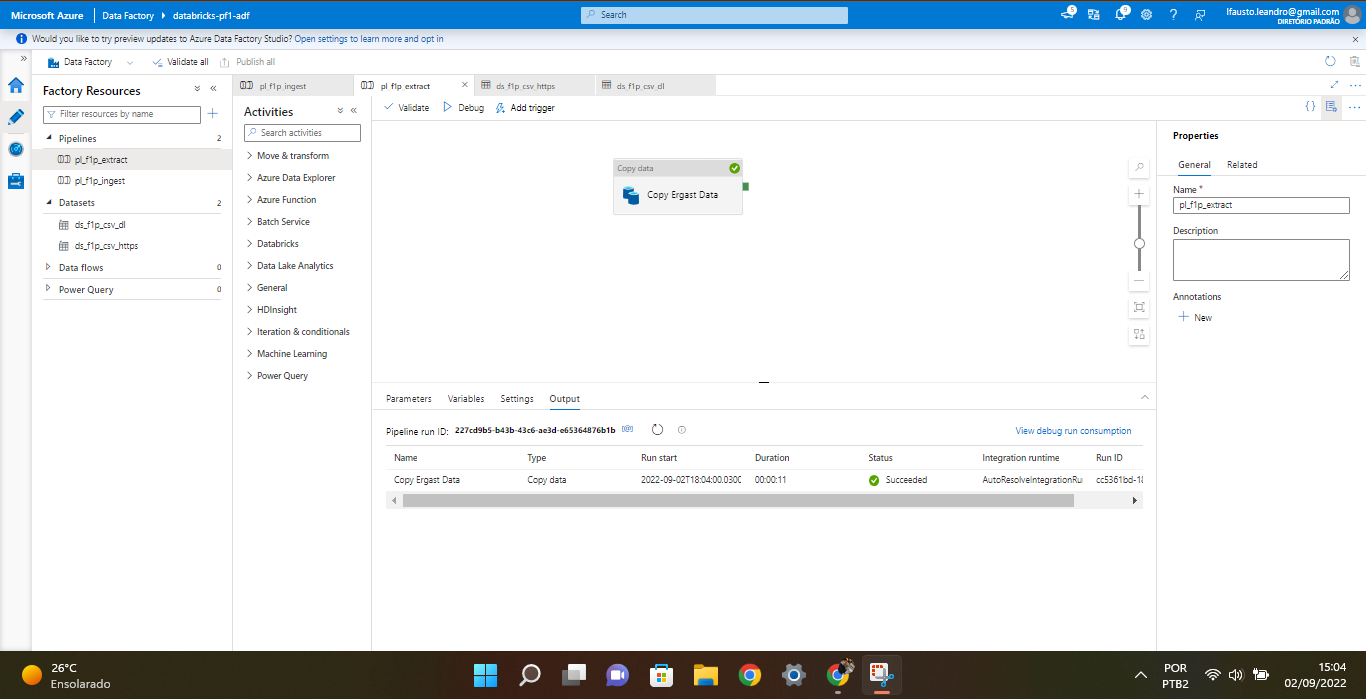 Microsoft Azure
Data Factory
databricks-pf1-adf
Search
5
9
lfausto.leandro@gmail.com
DIRETÓRIO PADRÃO
Would you like to try preview updates to Azure Data Factory Studio? Open settings to learn more and opt in
Data Factory
Validate all
Publish all
Factory Resources
Filter resources by name
Pipelines
2
pl_f1p_extract
pl_f1p_ingest
Datasets
2
ds_f1p_csv_dl
ds_f1p_csv_https
Data flows
0
Power Query
0
pl_f1p_ingest
pl_f1p_extract
ds_f1p_csv_https
ds_f1p_csv_dl
Activities
Search activities
Move & transform
Azure Data Explorer
Azure Function
Batch Service
Databricks
Data Lake Analytics
General
HDInsight
Iteration & conditionals
Machine Learning
Power Query
Validate
Debug
Add trigger
Copy data
Copy Ergast Data
Properties
General
Related
Name *
pl_f1p_extract
Description
Annotations
New
Parameters
Variables
Settings
Output
Pipeline run ID: 227cd9b5-b43b-43c6-ae3d-e65364876b1b
View debug run consumption
Name
Type
Run start
Duration
Status
Integration runtime
Run ID
Copy Ergast Data
Copy data
2022-09-02T18:04:00.0300
00:00:11
Succeeded
AutoResolveIntegrationRu
cc5361bd-18
26°C
Ensolarado
POR
PTB2
15:04
02/09/2022